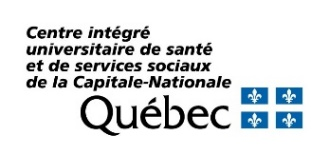 Centre intégré
universitaire de santé
et de services sociaux
de la Capitale-Nationale
Québec